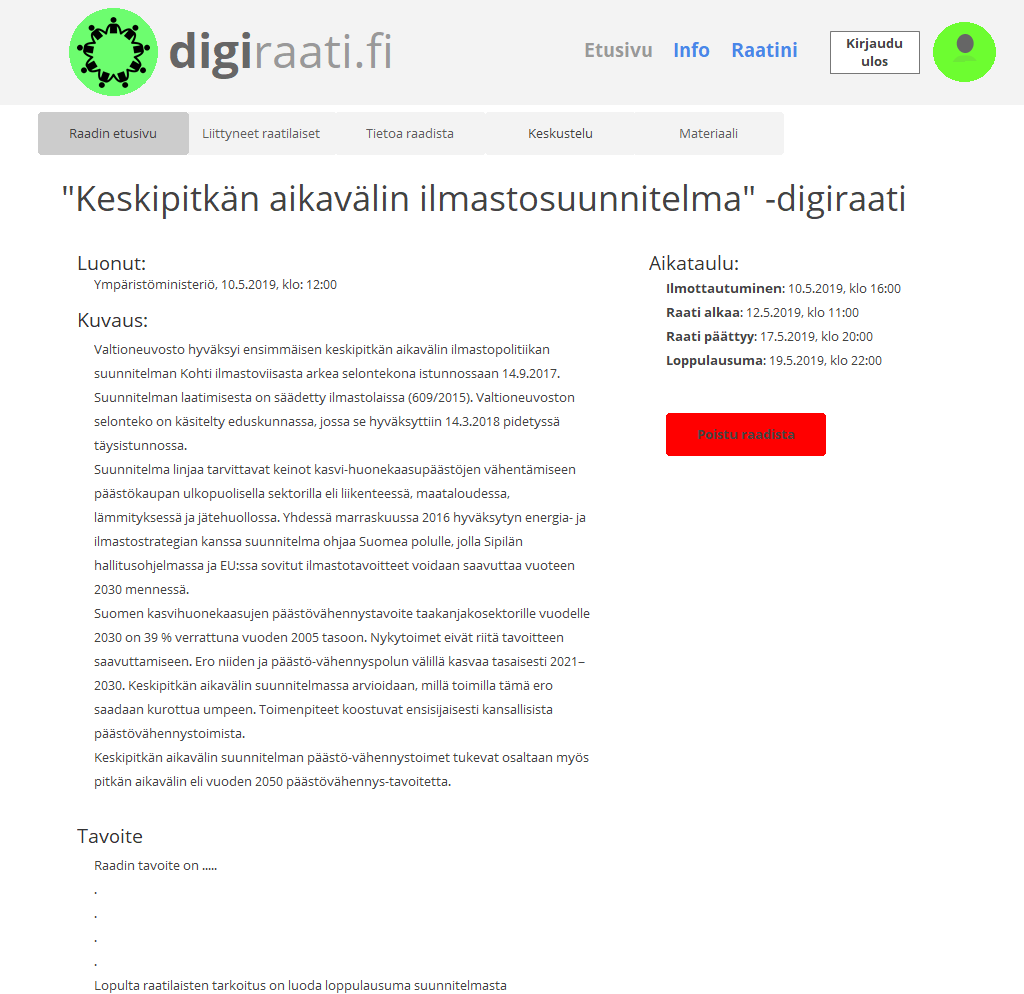 digiraati.fi
Etusivu Info Raatini
Kirjaudu
ulos
Raadin etusivu Liittyneet raatilaiset Tietoa raadista Keskustelu Materiaali
"Keskipitkän aikavälin ilmastosuunnitelma" -digiraati
Luonut:
Ympäristöministeriö, 10.5.2019, klo: 12:00
Kuvaus:
Valtioneuvosto hyväksyi ensimmäisen keskipitkän aikavälin ilmastopolitiikan
suunnitelman Kohti ilmastoviisasta arkea selontekona istunnossaan 14.9.2017.
Suunnitelman laatimisesta on säädetty ilmastolaissa (609/2015). Valtioneuvoston
selonteko on käsitelty eduskunnassa, jossa se hyväksyttiin 14.3.2018 pidetyssä
täysistunnossa.
Suunnitelma linjaa tarvittavat keinot kasvi-huonekaasupäästöjen vähentämiseen
päästökaupan ulkopuolisella sektorilla eli liikenteessä, maataloudessa,
lämmityksessä ja jätehuollossa. Yhdessä marraskuussa 2016 hyväksytyn energia- ja
ilmastostrategian kanssa suunnitelma ohjaa Suomea polulle, jolla Sipilän
hallitusohjelmassa ja EU:ssa sovitut ilmastotavoitteet voidaan saavuttaa vuoteen
2030 mennessä.
Suomen kasvihuonekaasujen päästövähennystavoite taakanjakosektorille vuodelle
2030 on 39 % verrattuna vuoden 2005 tasoon. Nykytoimet eivät riitä tavoitteen
saavuttamiseen. Ero niiden ja päästö-vähennyspolun välillä kasvaa tasaisesti 2021–
2030. Keskipitkän aikavälin suunnitelmassa arvioidaan, millä toimilla tämä ero
saadaan kurottua umpeen. Toimenpiteet koostuvat ensisijaisesti kansallisista
päästövähennystoimista.
Keskipitkän aikavälin suunnitelman päästö-vähennystoimet tukevat osaltaan myös
pitkän aikavälin eli vuoden 2050 päästövähennys-tavoitetta.
Tavoite
Raadin tavoite on .....
.
.
.
.
Lopulta raatilaisten tarkoitus on luoda loppulausuma suunnitelmasta
Aikataulu:
Ilmottautuminen: 10.5.2019, klo 16:00
Raati alkaa: 12.5.2019, klo 11:00
Raati päättyy: 17.5.2019, klo 20:00
Loppulausuma: 19.5.2019, klo 22:00
Poistu raadista